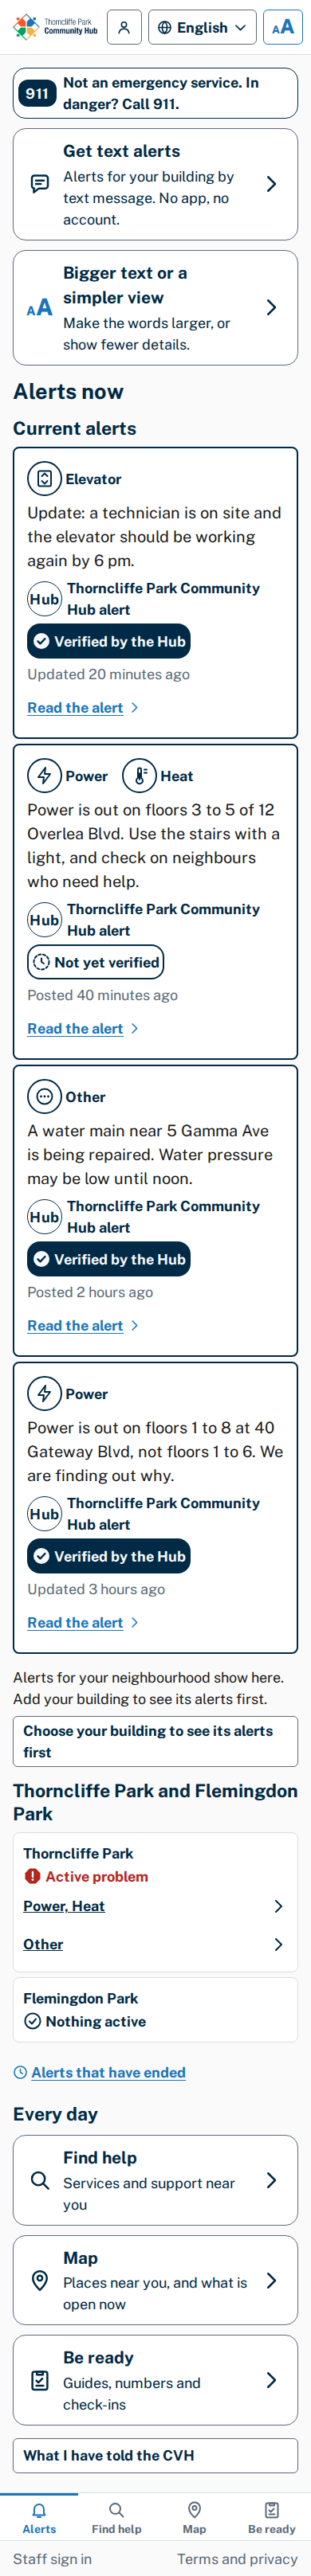 Thorncliffe Park
Community Hub
English
AA
911
Not an emergency service. In
danger? Call 911.
Get text alerts
Alerts for your building by
text message. No app, no
account.
AA
Bigger text or a
simpler view
Make the words larger, or
show fewer details.
Alerts now
Current alerts
Elevator
Update: a technician is on site and
the elevator should be working
again by 6 pm.
Hub
Thorncliffe Park Community
Hub alert
Verified by the Hub
Updated 20 minutes ago
Read the alert
Power
Heat
Power is out on floors 3 to 5 of 12
Overlea Blvd. Use the stairs with a
light, and check on neighbours
who need help.
Hub
Thorncliffe Park Community
Hub alert
Not yet verified
Posted 40 minutes ago
Read the alert
Other
A water main near 5 Gamma Ave
is being repaired. Water pressure
may be low until noon.
Hub
Thorncliffe Park Community
Hub alert
Verified by the Hub
Posted 2 hours ago
Read the alert
Power
Power is out on floors 1 to 8 at 40
Gateway Blvd, not floors 1 to 6. We
are finding out why.
Hub
Thorncliffe Park Community
Hub alert
Verified by the Hub
Updated 3 hours ago
Read the alert
Alerts for your neighbourhood show here.
Add your building to see its alerts first.
Choose your building to see its alerts
first
Thorncliffe Park and Flemingdon
Park
Thorncliffe Park
Active problem
Power, Heat
Other
Flemingdon Park
Nothing active
Alerts that have ended
Every day
Find help
Services and support near
you
Map
Places near you, and what is
open now
Be ready
Guides, numbers and
check-ins
What I have told the CVH
Alerts
Find help
Map
Be ready
Staff sign in
Terms and privacy